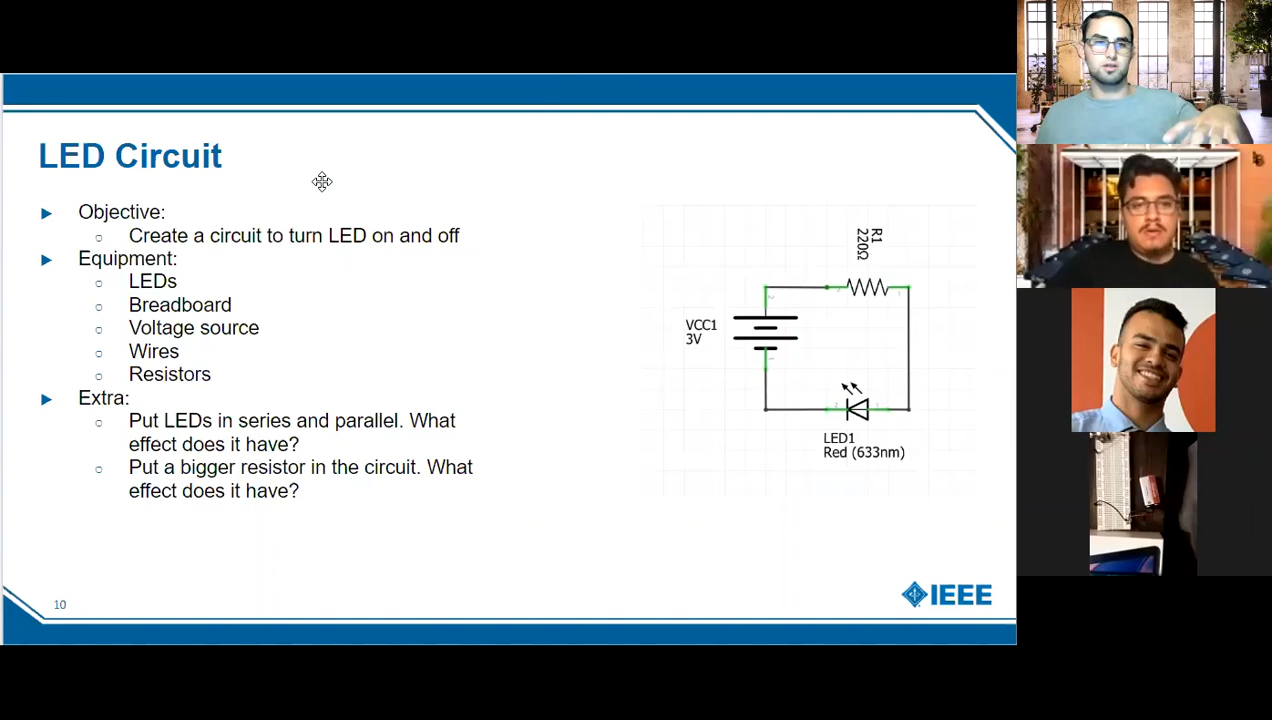 LED Circuit
Objective:
Create a circuit to turn LED on and off
Equipment:
LEDs
Breadboard
Voltage source
Wires
Resistors
Extra:
Put LEDs in series and parallel. What
effect does it have?
Put a bigger resistor in the circuit. What
effect does it have?
R1
220Ω
VCC1
3V
LED1
Red (633nm)
10
IEEE